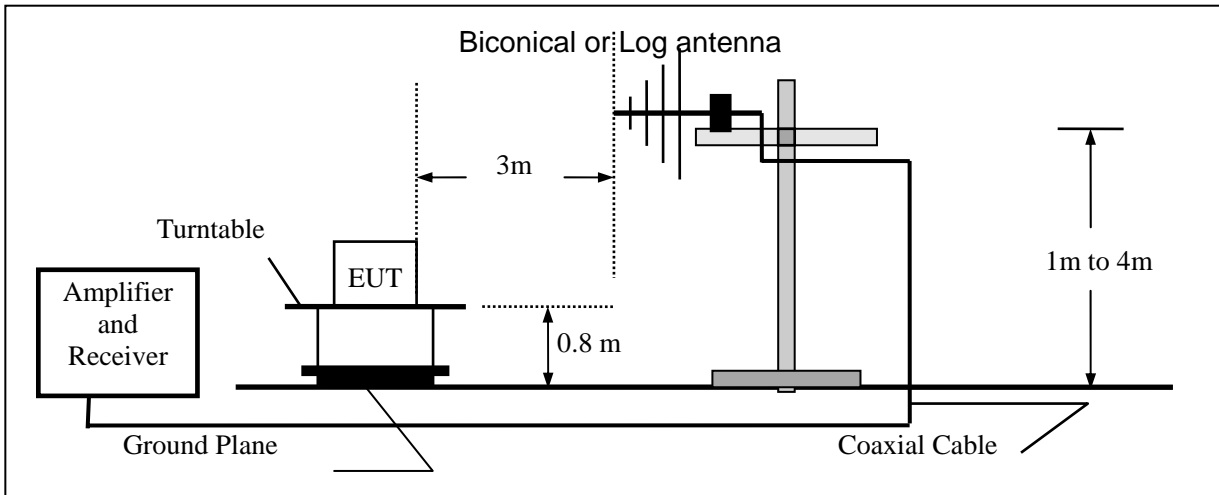 Biconical or Log antenna
3m
Turntable
EUT
1m to 4m
Amplifier
and
Receiver
0.8 m
Ground Plane
Coaxial Cable